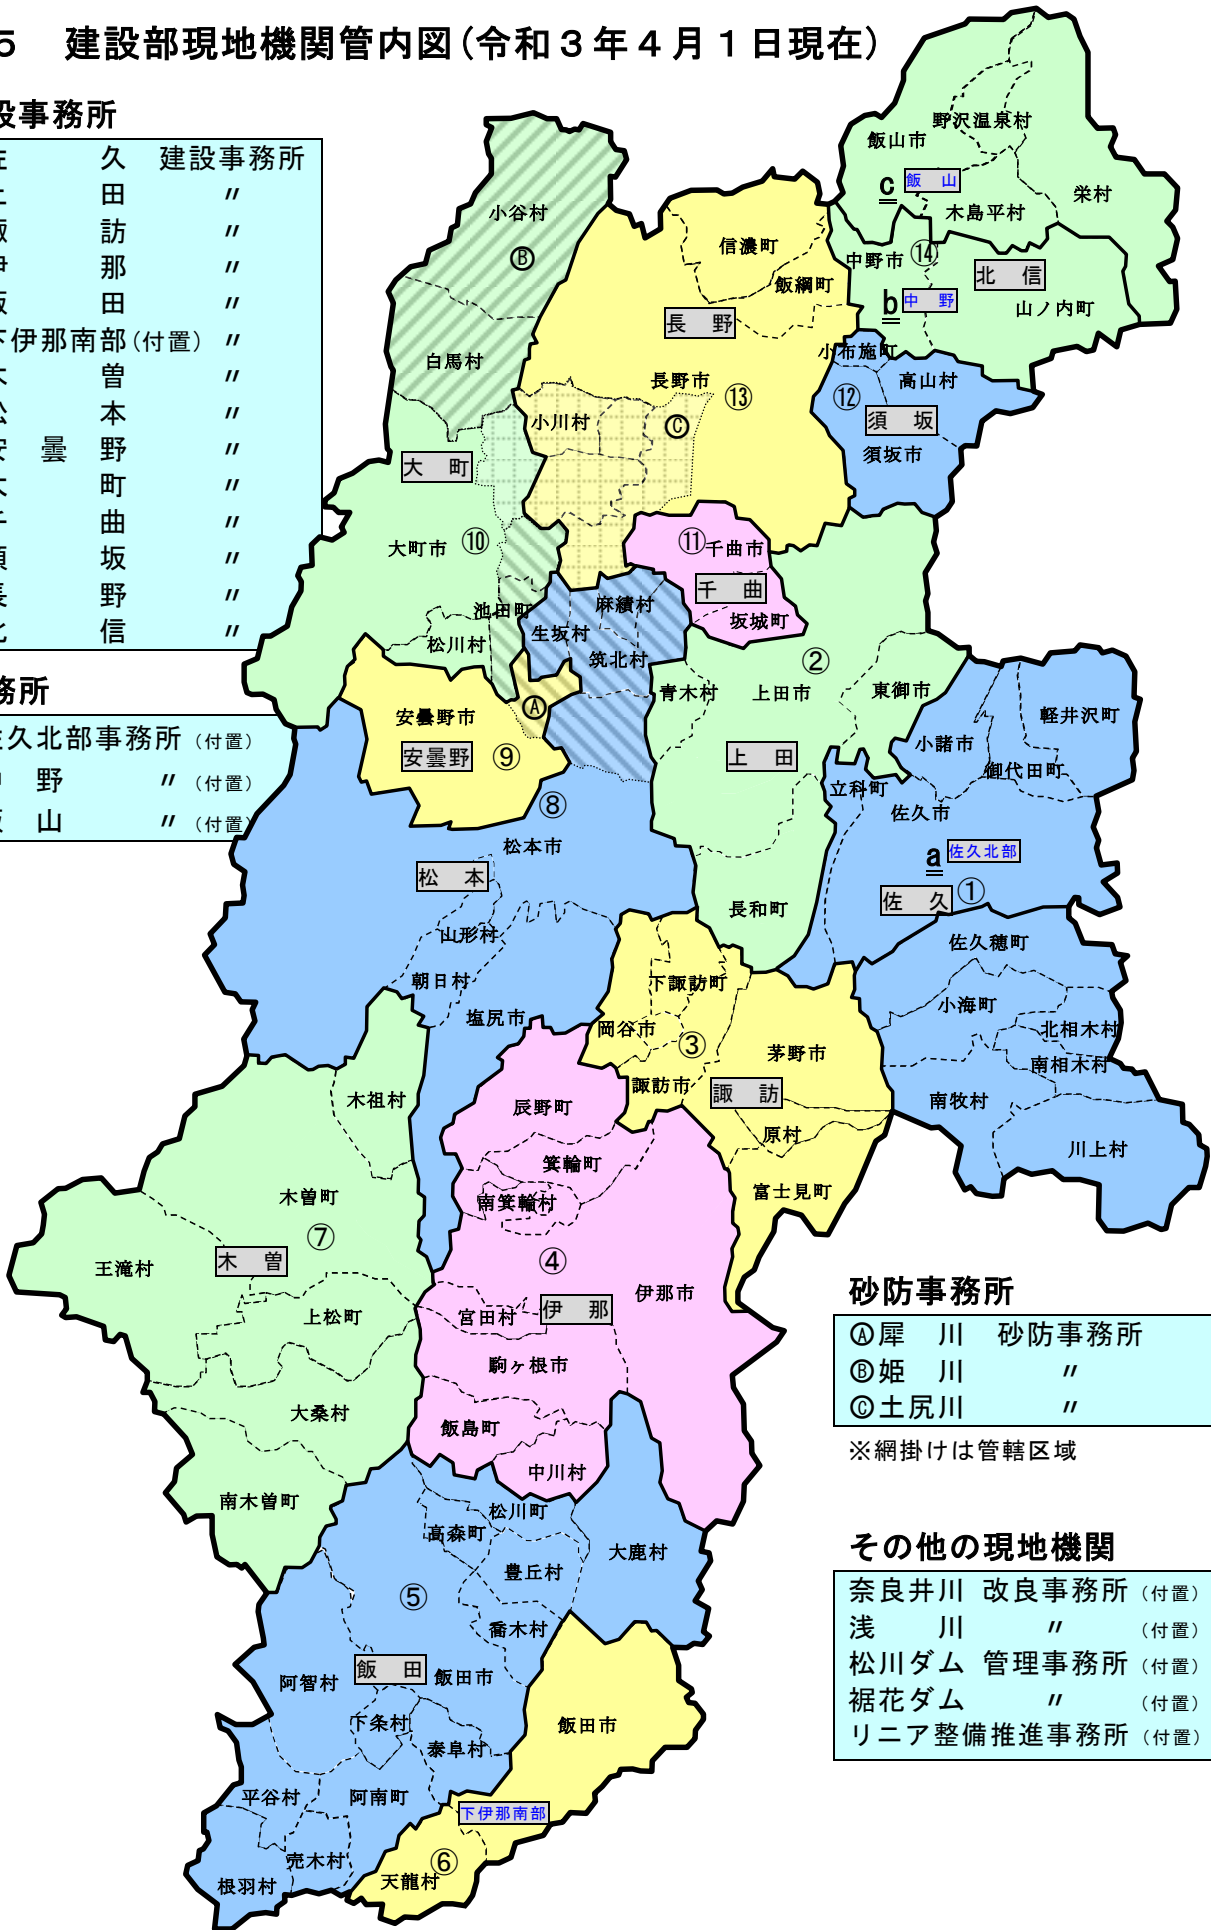 5 建設部現地機関管内図(令和3年4月1日現在)
設事務所
佐久 建設事務所
上田 〃
諏訪 〃
伊那 〃
飯田 〃
下伊那南部(付置) 〃
木曽 〃
松本 〃
安曇野 〃
大町 〃
千曲 〃
須坂 〃
長野 〃
北信 〃
務所
佐久北部事務所(付置)
中野 〃(付置)
飯山 〃(付置)
野沢温泉村
飯山市
c 飯山
栄村
木島平村
中野市 ⑭
北信
b 中野
山ノ内町
小谷村
Ⓑ
白馬村
信濃町
飯綱町
長野
長野市
⑬
小川村
Ⓒ
小布施町
高山村
⑫
須坂
須坂市
大町
大町市 ⑩
池田町
松川村
⑪ 千曲市
千曲
坂城町
麻績村
生坂村
筑北村
Ⓐ
②
青木村
上田市
東御市
上田
長和町
安曇野市
安曇野 ⑨
⑧
松本市
松本
山形村
朝日村
塩尻市
軽井沢町
小諸市
御代田町
立科町
佐久市
a 佐久北部
佐久 ①
佐久穂町
小海町
北相木村
南相木村
南牧村
川上村
下諏訪町
岡谷市
③
茅野市
諏訪市
諏訪
原村
富士見町
木祖村
木曽町
⑦
木曽
王滝村
上松町
大桑村
南木曽町
辰野町
箕輪町
南箕輪村
④
伊那市
伊那
宮田村
駒ヶ根市
飯島町
中川村
松川町
高森町
大鹿村
豊丘村
⑤
喬木村
飯田
飯田市
阿智村
下条村
泰阜村
平谷村
阿南町
売木村
根羽村
飯田市
下伊那南部
⑥
天龍村
砂防事務所
Ⓐ犀川 砂防事務所
Ⓑ姫川 〃
Ⓒ土尻川 〃
※網掛けは管轄区域
その他の現地機関
奈良井川 改良事務所(付置)
浅川 〃(付置)
松川ダム 管理事務所(付置)
裾花ダム 〃(付置)
リニア整備推進事務所(付置)